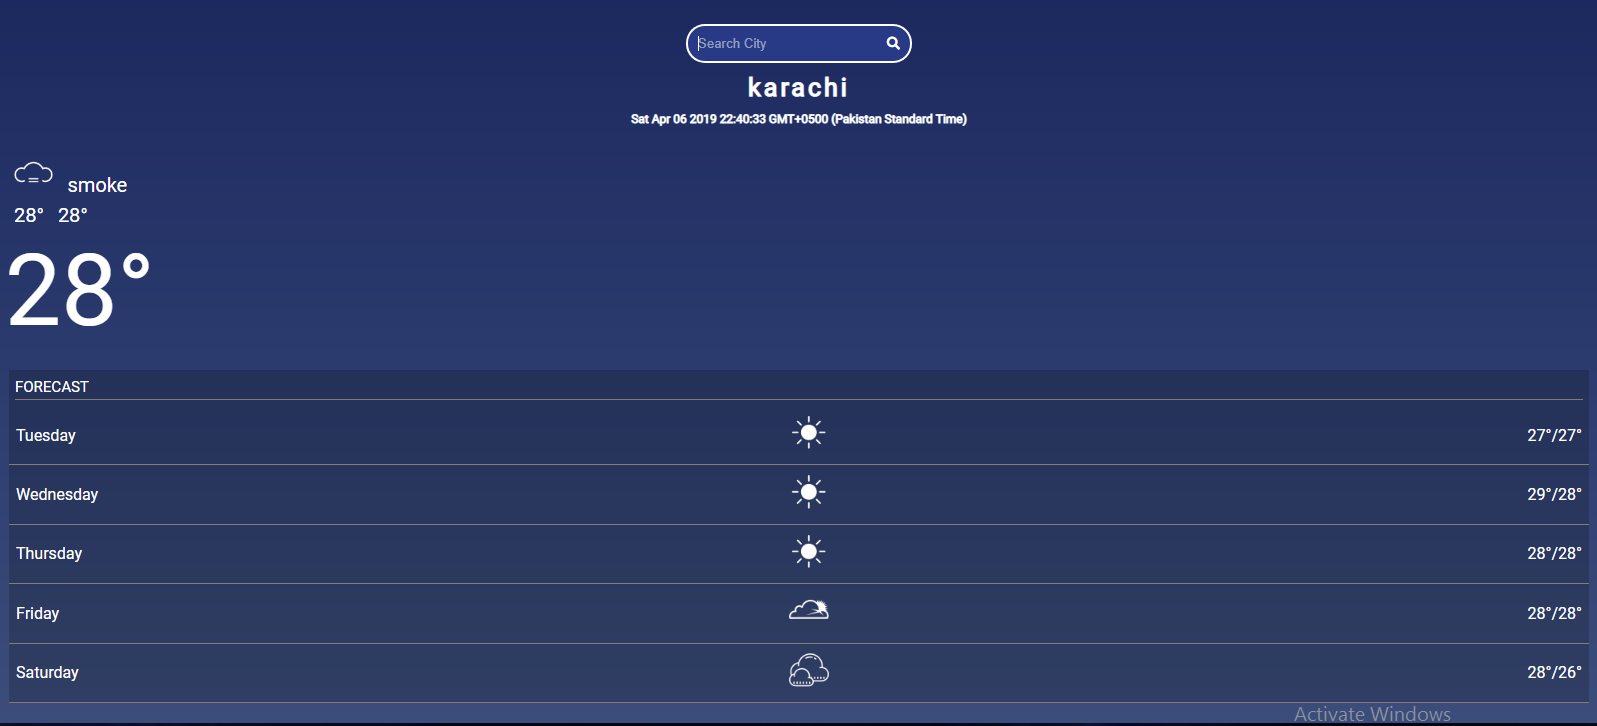 Search City
karachi
Sat Apr 06 2019 22:40:33 GMT+0500 (Pakistan Standard Time)
smoke
28° 28°
28°
FORECAST
Tuesday 27°/27°
Wednesday 29°/28°
Thursday 28°/28°
Friday 28°/28°
Saturday 28°/26°
Activate Windows